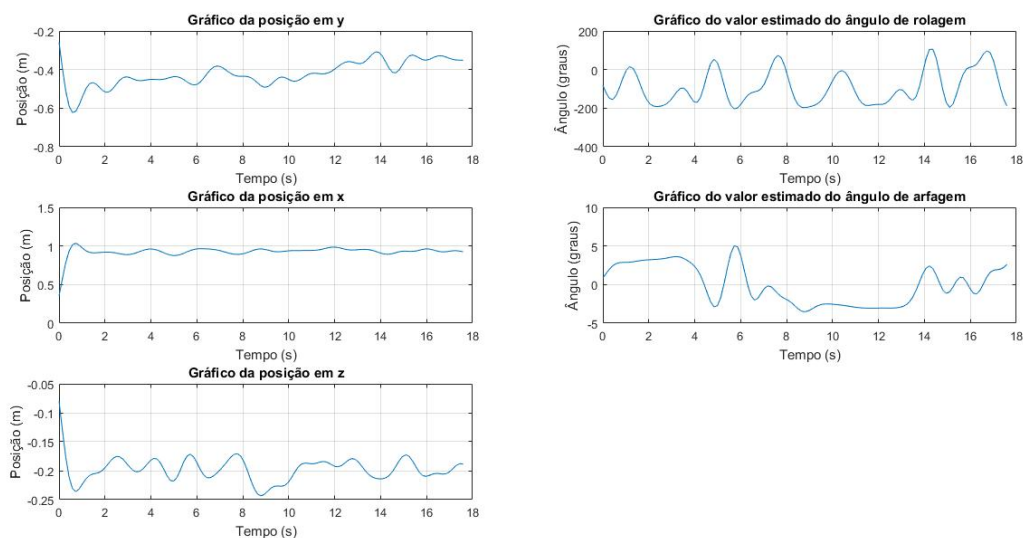 Gráfico da posição em y
Posição (m)
-0.2
-0.4
-0.6
-0.8
0 2 4 6 8 10 12 14 16 18
Tempo (s)
Gráfico da posição em x
Posição (m)
1.5
1
0.5
0
0 2 4 6 8 10 12 14 16 18
Tempo (s)
Gráfico da posição em z
Posição (m)
-0.05
-0.1
-0.15
-0.2
-0.25
0 2 4 6 8 10 12 14 16 18
Tempo (s)
Gráfico do valor estimado do ângulo de rolagem
Ângulo (graus)
200
0
-200
-400
0 2 4 6 8 10 12 14 16 18
Tempo (s)
Gráfico do valor estimado do ângulo de arfagem
Ângulo (graus)
10
5
0
-5
0 2 4 6 8 10 12 14 16 18
Tempo (s)